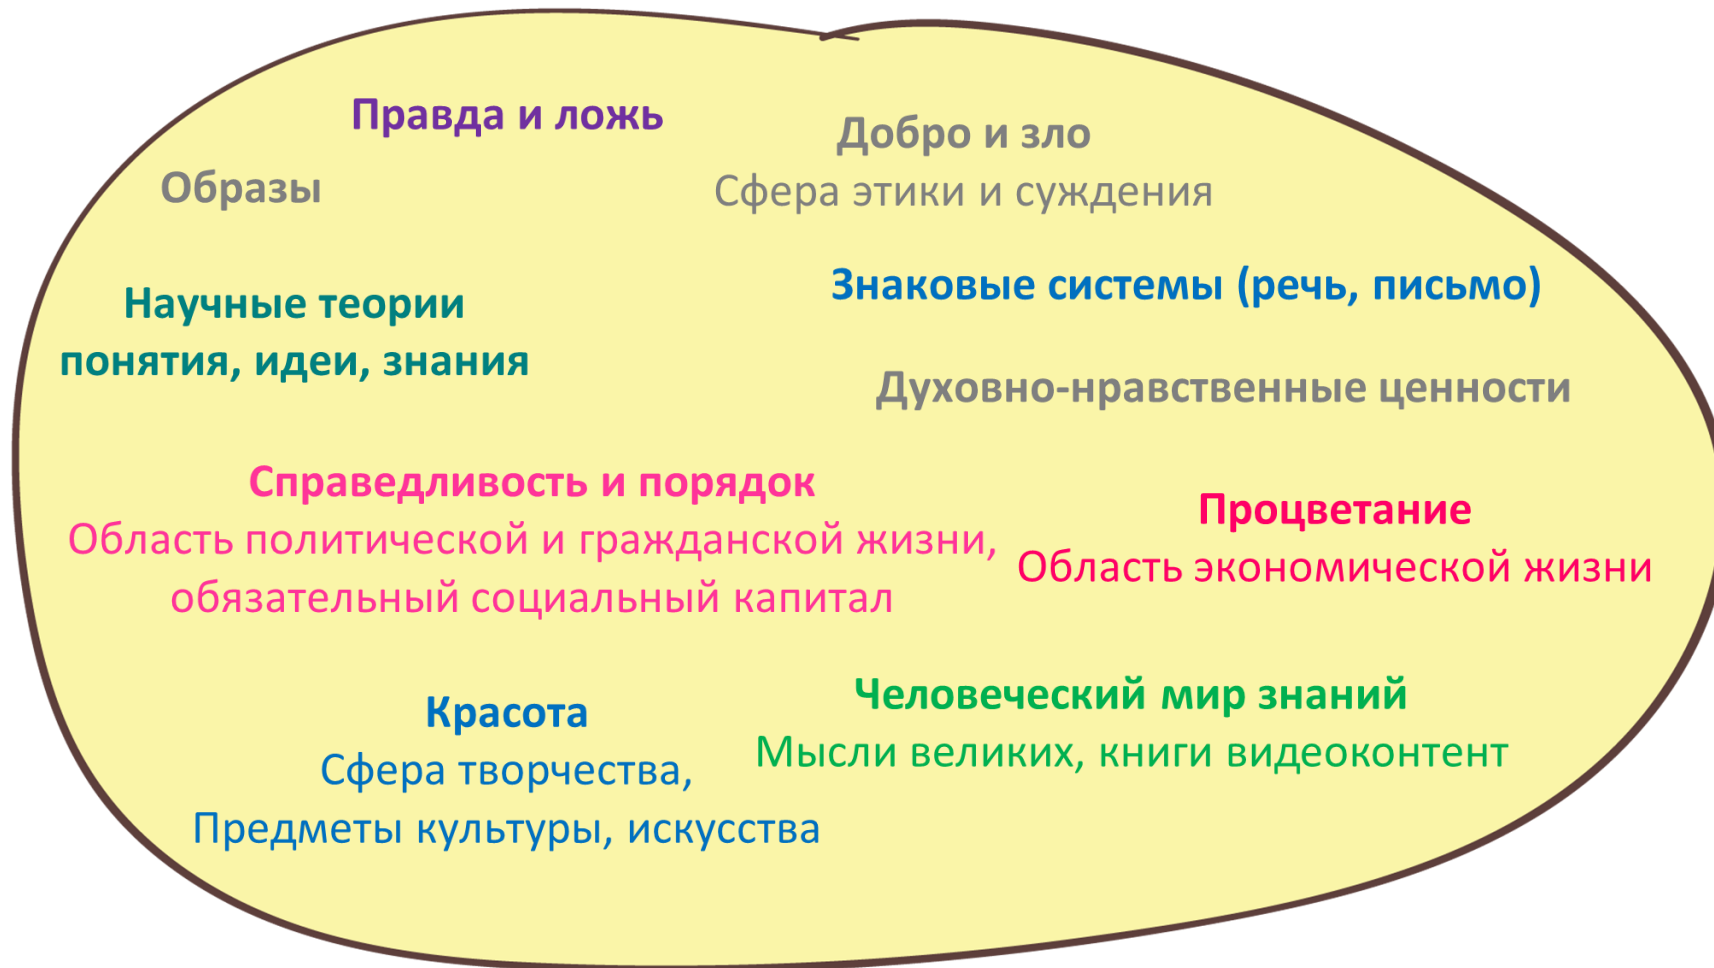 Правда и ложь
Добро и зло
Сфера этики и суждения
Образы
Знаковые системы (речь, письмо)
Научные теории
понятия, идеи, знания
Духовно-нравственные ценности
Справедливость и порядок
Область политической и гражданской жизни,
обязательный социальный капитал
Процветание
Область экономической жизни
Человеческий мир знаний
Мысли великих, книги видеоконтент
Красота
Сфера творчества,
Предметы культуры, искусства